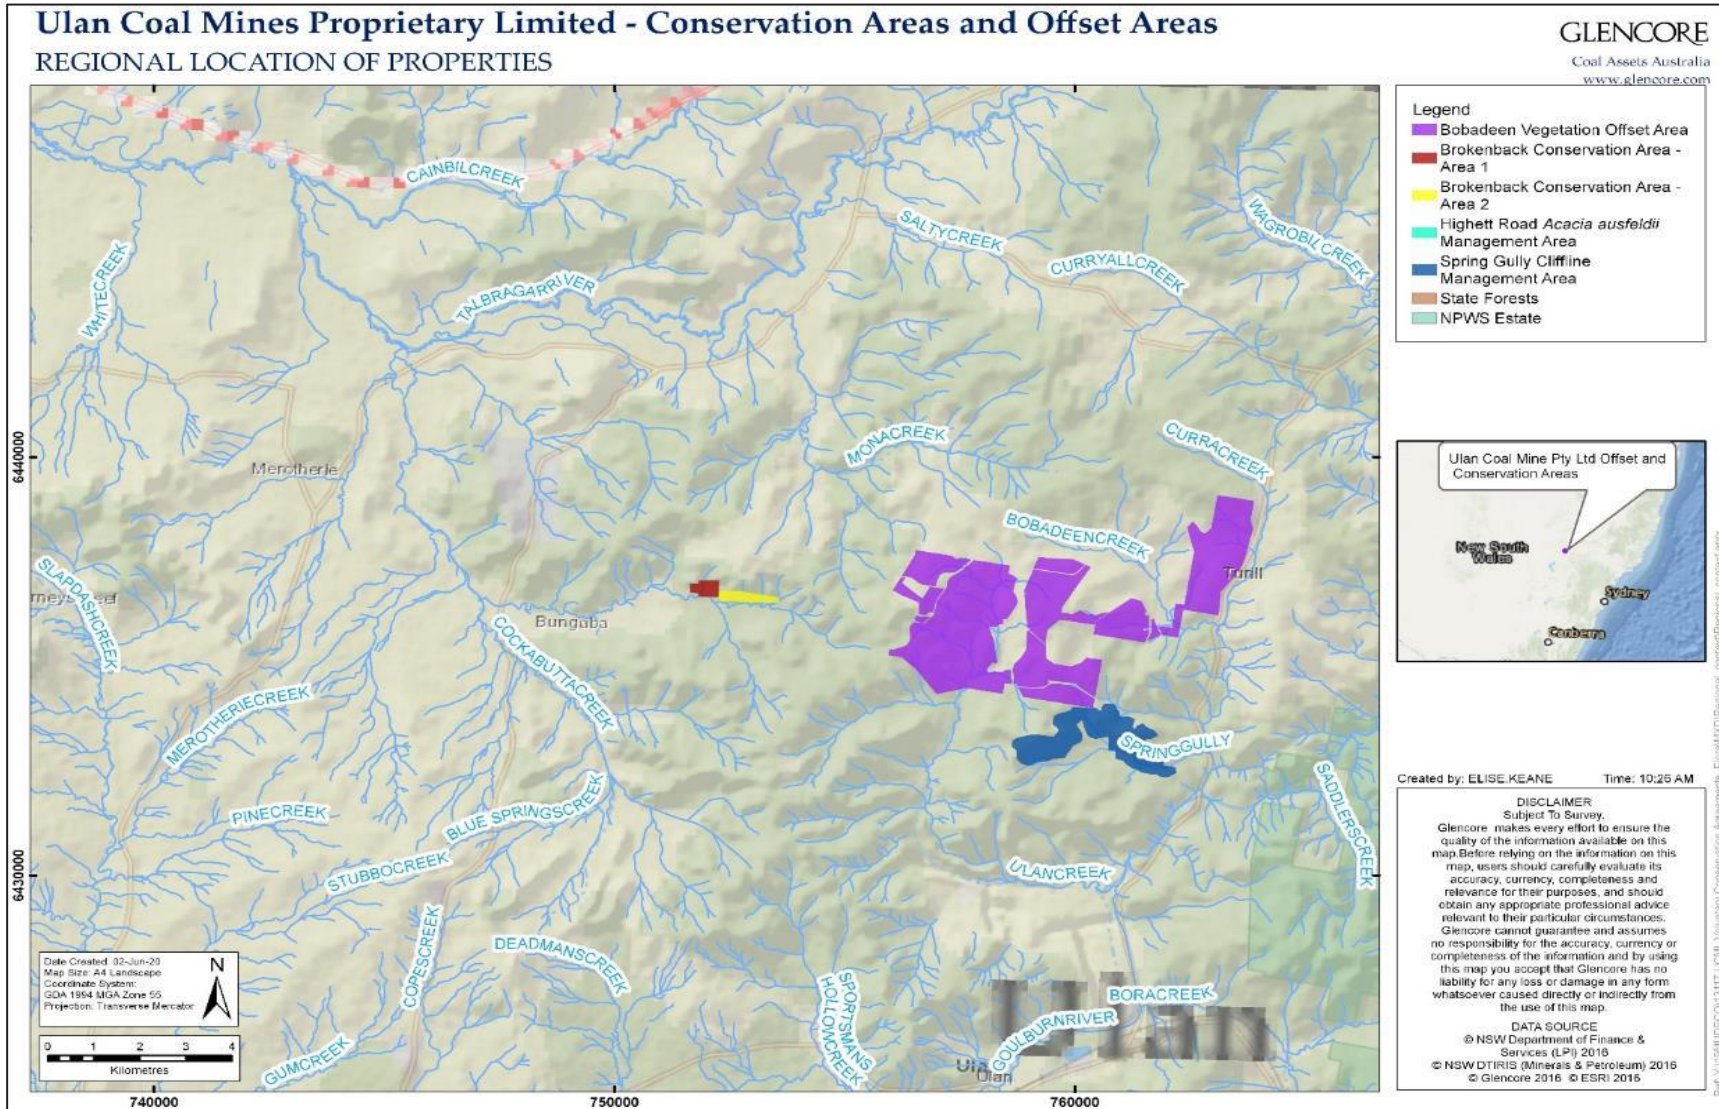 Ulan Coal Mines Proprietary Limited - Conservation Areas and Offset Areas
REGIONAL LOCATION OF PROPERTIES
GLENCORE
Coal Assets Australia
www.glencore.com
Legend
Bobadeen Vegetation Offset Area
Brokenback Conservation Area -
Area 1
Brokenback Conservation Area -
Area 2
Highett Road Acacia ausfeldii
Management Area
Spring Gully Cliffline
Management Area
State Forests
NPWS Estate
CAINBILCREEK
WHITECREEK
TALBRAGARRIVER
SALTYCREEK
CURRYALLCREEK
WAGROBILCREEK
6440000
Merotherie
MONACREEK
CURRACREEK
BOBADEENCREEK
Turill
SLAPDASHCREEK
Bungaba
COCKABUTTACREEK
MEROTHERIECREEK
SPRINGGULLY
SADDLERSCREEK
PINECREEK
BLUE SPRINGSCREEK
STUBBOCREEK
ULANCREEK
6430000
COPESCREEK
DEADMANSCREEK
SPORTSMANS
HOLLOWCREEK
BORACREEK
GOULBURNRIVER
GUMCREEK
Ulan
Date Created: 02-Jun-20
Map Size: A4 Landscape
Coordinate System:
GDA 1994 MGA Zone 55
Projection: Transverse Mercator
N
0 1 2 3 4
Kilometres
740000
750000
760000
Ulan Coal Mine Pty Ltd Offset and
Conservation Areas
New South
Wales
Sydney
Canberra
Created by: ELISE.KEANE Time: 10:26 AM
DISCLAIMER
Subject To Survey.
Glencore makes every effort to ensure the
quality of the information available on this
map.Before relying on the information on this
map, users should carefully evaluate its
accuracy, currency, completeness and
relevance for their purposes, and should
obtain any appropriate professional advice
relevant to their particular circumstances.
Glencore cannot guarantee and assumes
no responsibility for the accuracy, currency or
completeness of the information and by using
this map you accept that Glencore has no
liability for any loss or damage in any form
whatsoever caused directly or indirectly from
the use of this map.
DATA SOURCE
© NSW Department of Finance &
Services (LPI) 2016
© NSW DTIRIS (Minerals & Petroleum) 2016
© Glencore 2016 © ESRI 2016